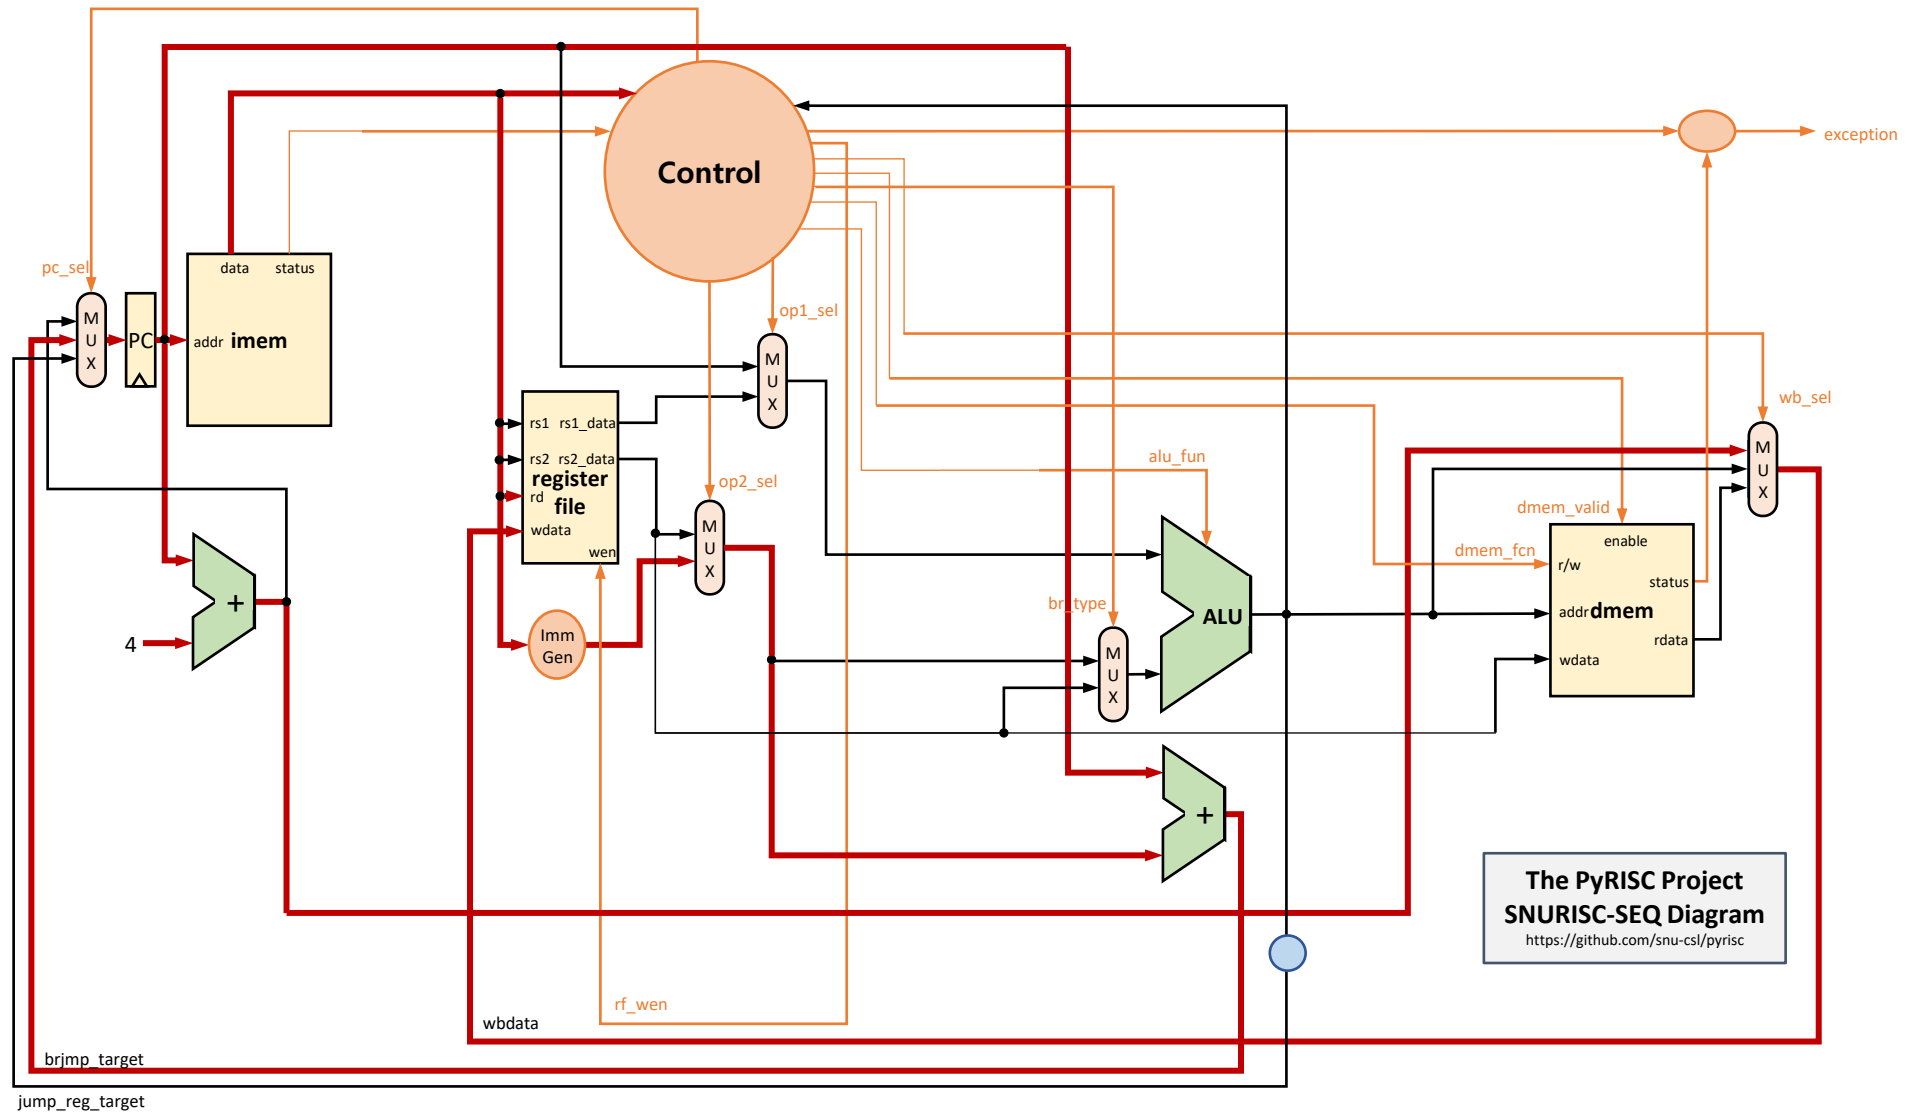 Control
exception
pc_sel
data
status
M
U
X
PC
addr
imem
op1_sel
M
U
X
rs1
rs1_data
rs2
rs2_data
register
file
rd
wdata
wen
op2_sel
M
U
X
alu_fun
wb_sel
M
U
X
dmem_valid
enable
dmem_fcn
r/w
status
addr
dmem
rdata
wdata
br_type
M
U
X
ALU
+
4
Imm
Gen
+
The PyRISC Project
SNURISC-SEQ Diagram
https://github.com/snu-csl/pyrisc
rf_wen
wbdata
brjmp_target
jump_reg_target